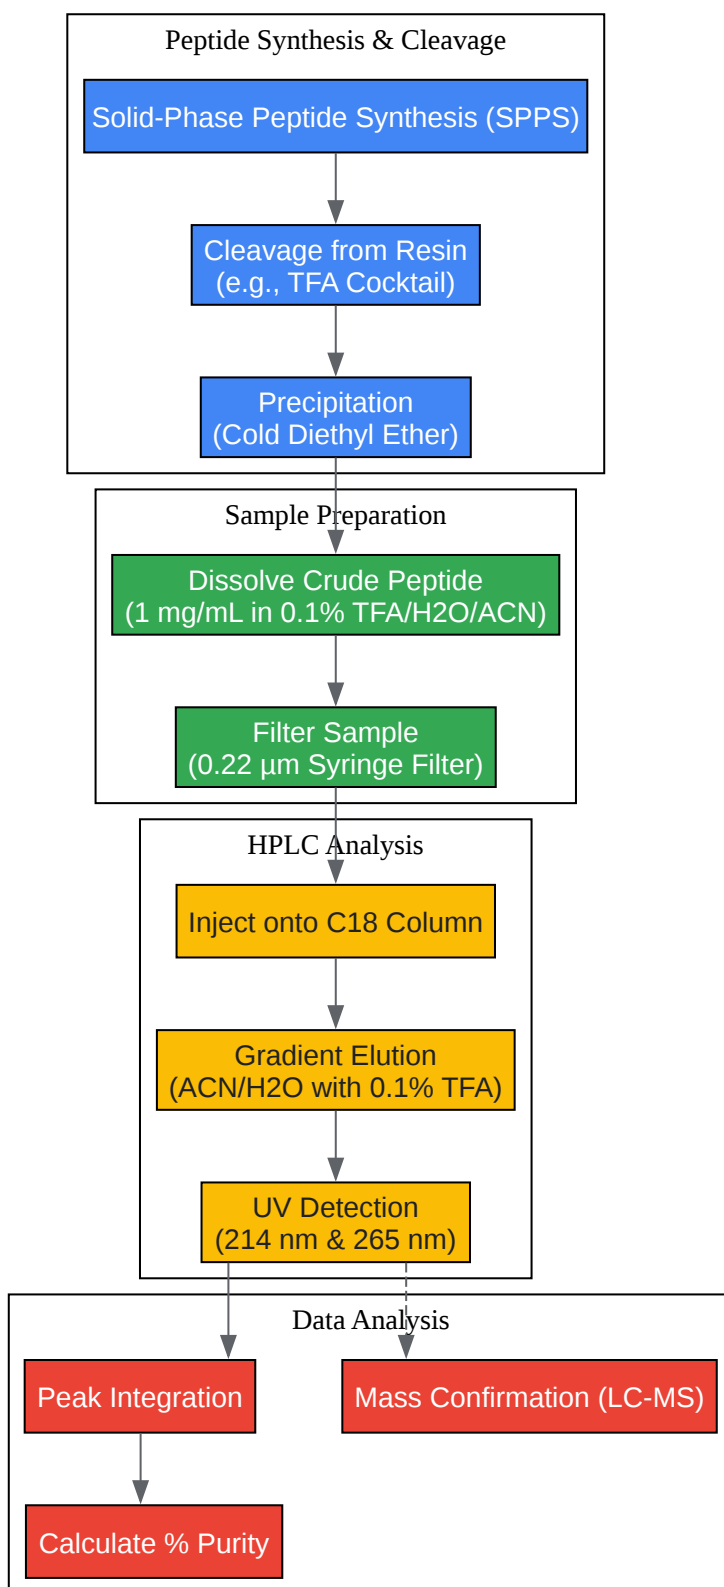 Peptide Synthesis & Cleavage
Solid-Phase Peptide Synthesis (SPPS)
Cleavage from Resin
(e.g., TFA Cocktail)
Precipitation
(Cold Diethyl Ether)
Sample Preparation
Dissolve Crude Peptide
(1 mg/mL in 0.1% TFA/H2O/ACN)
Filter Sample
(0.22 µm Syringe Filter)
HPLC Analysis
Inject onto C18 Column
Gradient Elution
(ACN/H2O with 0.1% TFA)
UV Detection
(214 nm & 265 nm)
Data Analysis
Peak Integration
Mass Confirmation (LC-MS)
Calculate % Purity